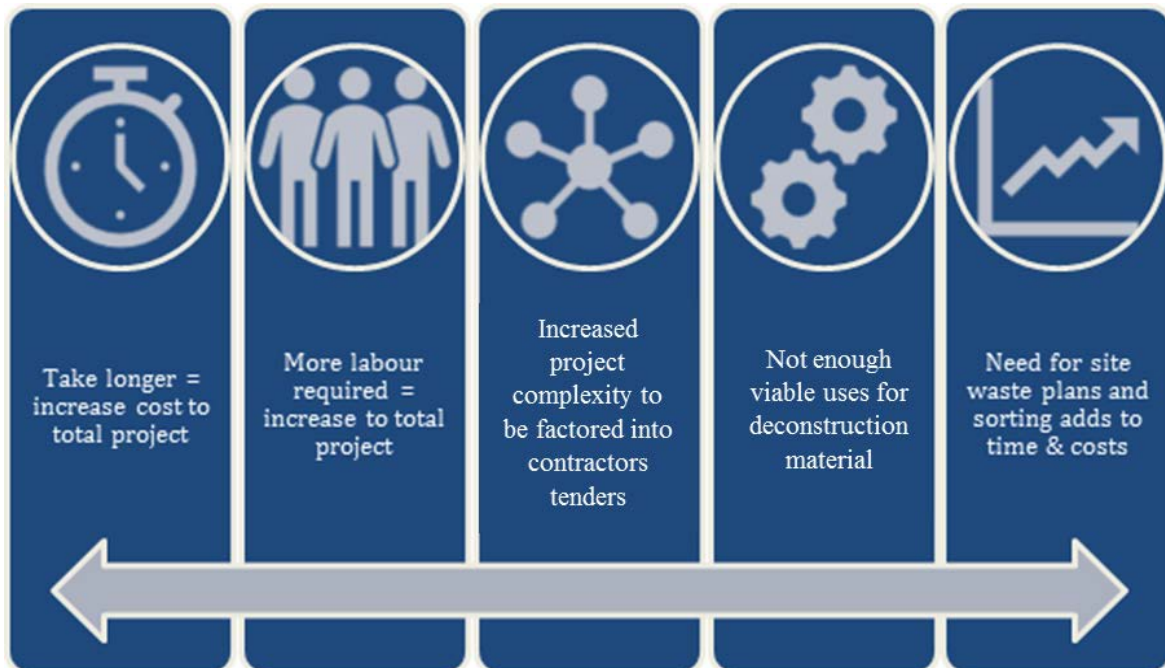 Take longer =
increase cost to
total project
More labour
required =
increase to total
project
Increased
project
complexity to
be factored into
contractors
tenders
Not enough
viable uses for
deconstruction
material
Need for site
waste plans and
sorting adds to
time & costs